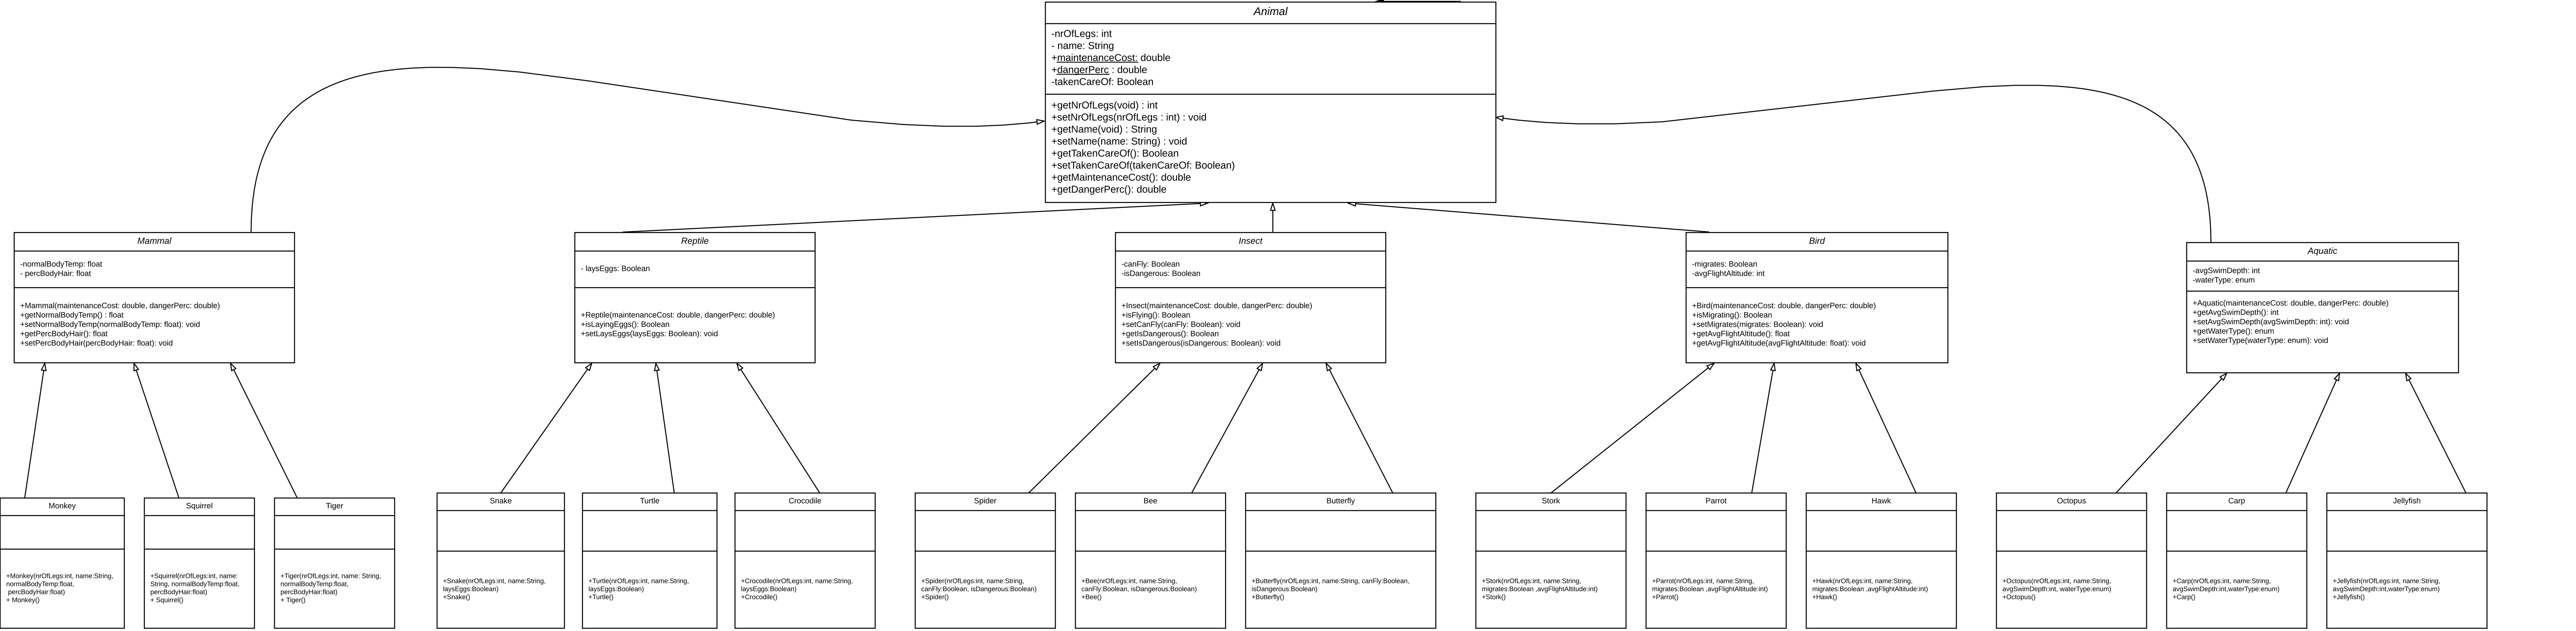 Animal
-nrOfLegs: int
- name: String
+maintenanceCost: double
+dangerPerc : double
-takenCareOf: Boolean
+getNrOfLegs(void) : int
+setNrOfLegs(nrOfLegs : int) : void
+getName(void) : String
+setName(name: String) : void
+getTakenCareOf(): Boolean
+setTakenCareOf(takenCareOf: Boolean)
+getMaintenanceCost(): double
+getDangerPerc(): double
Mammal
-normalBodyTemp: float
- percBodyHair: float
+Mammal(maintenanceCost: double, dangerPerc: double)
+getNormalBodyTemp() : float
+setNormalBodyTemp(normalBodyTemp: float): void
+getPercBodyHair(): float
+setPercBodyHair(percBodyHair: float): void
Reptile
- laysEggs: Boolean
+Reptile(maintenanceCost: double, dangerPerc: double)
+isLayingEggs(): Boolean
+setLaysEggs(laysEggs: Boolean): void
Insect
-canFly: Boolean
-isDangerous: Boolean
+Insect(maintenanceCost: double, dangerPerc: double)
+isFlying(): Boolean
+setCanFly(canFly: Boolean): void
+getIsDangerous(): Boolean
+setIsDangerous(isDangerous: Boolean): void
Bird
-migrates: Boolean
-avgFlightAltitude: int
+Bird(maintenanceCost: double, dangerPerc: double)
+isMigrating(): Boolean
+setMigrates(migrates: Boolean): void
+getAvgFlightAltitude(): float
+getAvgFlightAltitude(avgFlightAltitude: float): void
Aquatic
-avgSwimDepth: int
-waterType: enum
+Aquatic(maintenanceCost: double, dangerPerc: double)
+getAvgSwimDepth(): int
+setAvgSwimDepth(avgSwimDepth: int): void
+getWaterType(): enum
+setWaterType(waterType: enum): void
Monkey
+Monkey(nrOfLegs:int, name:String,
normalBodyTemp:float,
percBodyHair:float)
+ Monkey()
Squirrel
+Squirrel(nrOfLegs:int, name:
String, normalBodyTemp:float,
percBodyHair:float)
+ Squirrel()
Tiger
+Tiger(nrOfLegs:int, name: String,
normalBodyTemp:float,
percBodyHair:float)
+ Tiger()
Snake
+Snake(nrOfLegs:int, name:String,
laysEggs:Boolean)
+Snake()
Turtle
+Turtle(nrOfLegs:int, name:String,
laysEggs:Boolean)
+Turtle()
Crocodile
+Crocodile(nrOfLegs:int, name:String,
laysEggs:Boolean)
+Crocodile()
Spider
+Spider(nrOfLegs:int, name:String,
canFly:Boolean, isDangerous:Boolean)
+Spider()
Bee
+Bee(nrOfLegs:int, name:String,
canFly:Boolean, isDangerous:Boolean)
+Bee()
Butterfly
+Butterfly(nrOfLegs:int, name:String, canFly:Boolean,
isDangerous:Boolean)
+Butterfly()
Stork
+Stork(nrOfLegs:int, name:String,
migrates:Boolean ,avgFlightAltitude:int)
+Stork()
Parrot
+Parrot(nrOfLegs:int, name:String,
migrates:Boolean ,avgFlightAltitude:int)
+Parrot()
Hawk
+Hawk(nrOfLegs:int, name:String,
migrates:Boolean ,avgFlightAltitude:int)
+Hawk()
Octopus
+Octopus(nrOfLegs:int, name:String,
avgSwimDepth:int, waterType:enum)
+Octopus()
Carp
+Carp(nrOfLegs:int, name:String,
avgSwimDepth:int,waterType:enum)
+Carp()
Jellyfish
+Jellyfish(nrOfLegs:int, name:String,
avgSwimDepth:int,waterType:enum)
+Jellyfish()